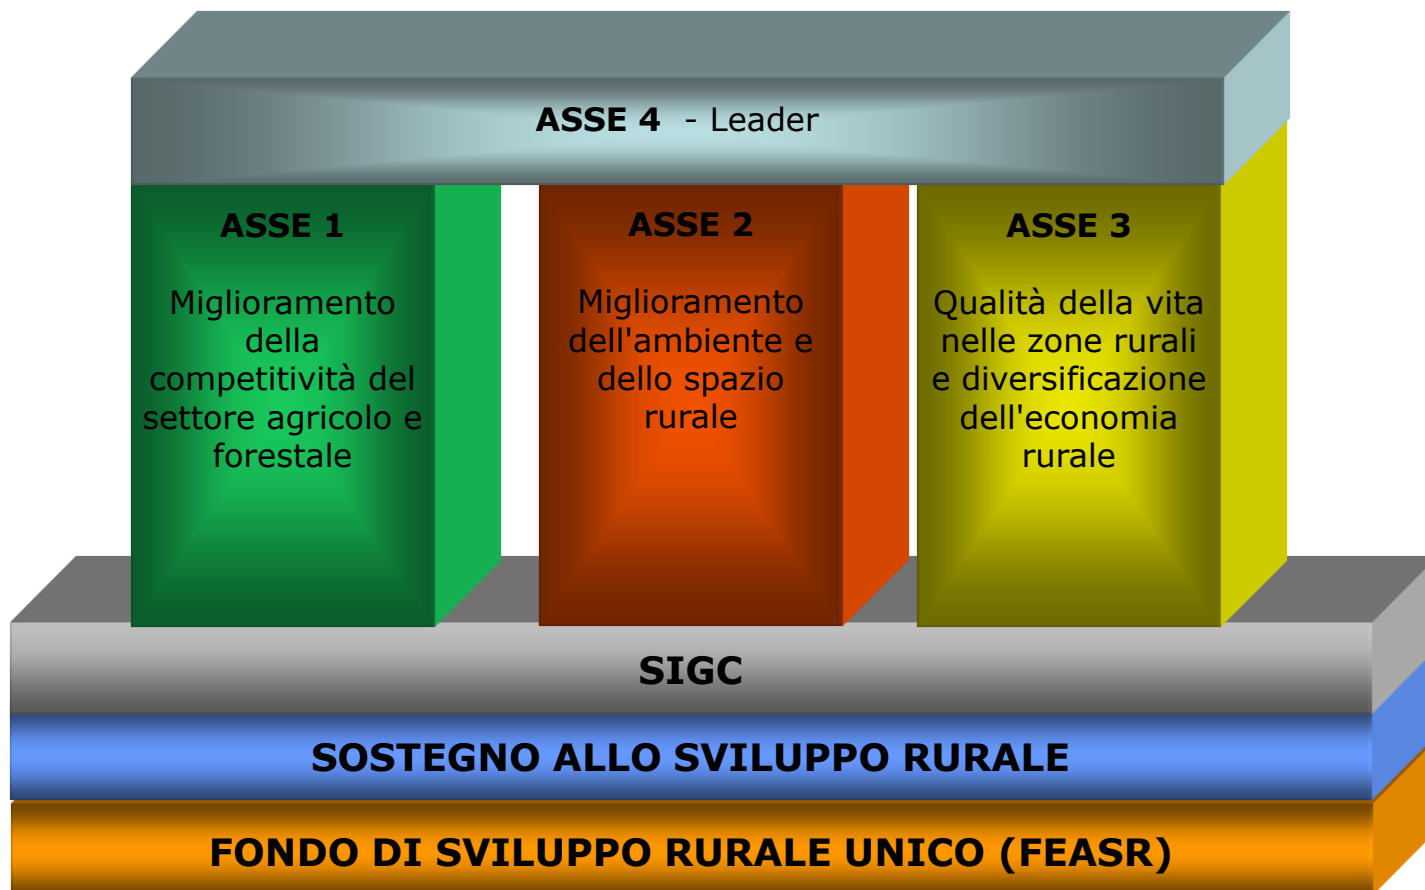 ASSE 4 - Leader
ASSE 1
Miglioramento
della
competitività del
settore agricolo e
forestale
ASSE 2
Miglioramento
dell'ambiente e
dello spazio
rurale
ASSE 3
Qualità della vita
nelle zone rurali
e diversificazione
dell'economia
rurale
SIGC
SOSTEGNO ALLO SVILUPPO RURALE
FONDO DI SVILUPPO RURALE UNICO (FEASR)